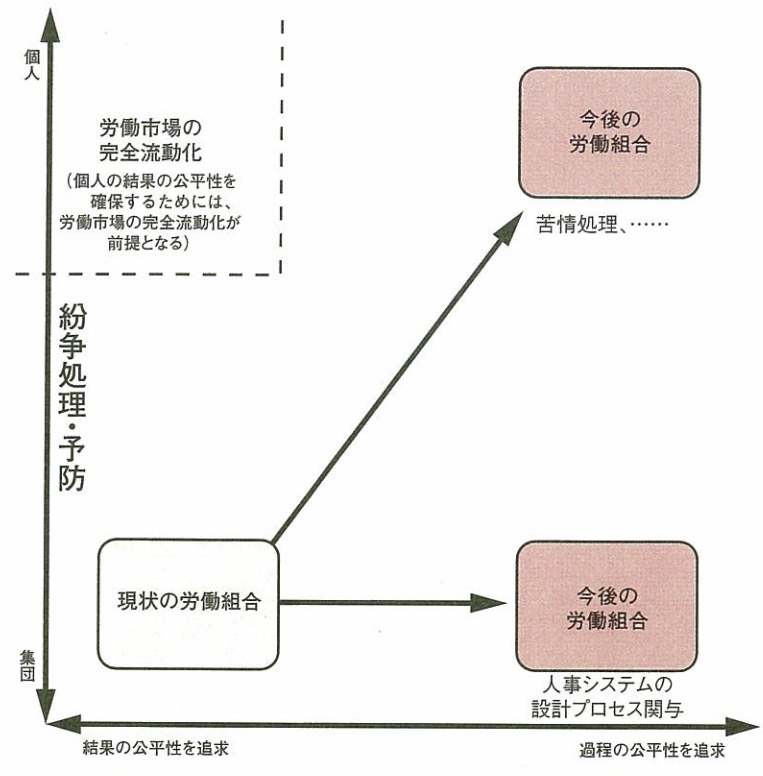 個人
労働市場の
完全流動化
（個人の結果の公平性を
確保するためには、
労働市場の完全流動化が
前提となる）
今後の
労働組合
苦情処理、……
紛争処理・予防
現状の労働組合
今後の
労働組合
人事システムの
設計プロセス関与
集団
結果の公平性を追求
過程の公平性を追求